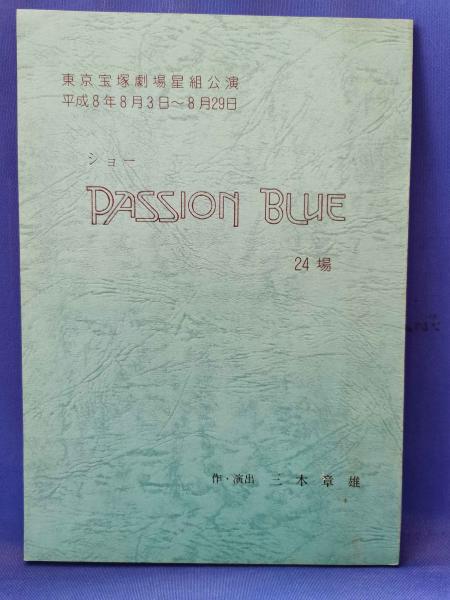 東京宝塚劇場星組公演
平成8年8月3日〜8月29日
ショー
PASSION BLUE
24場
作・演出 三木章雄